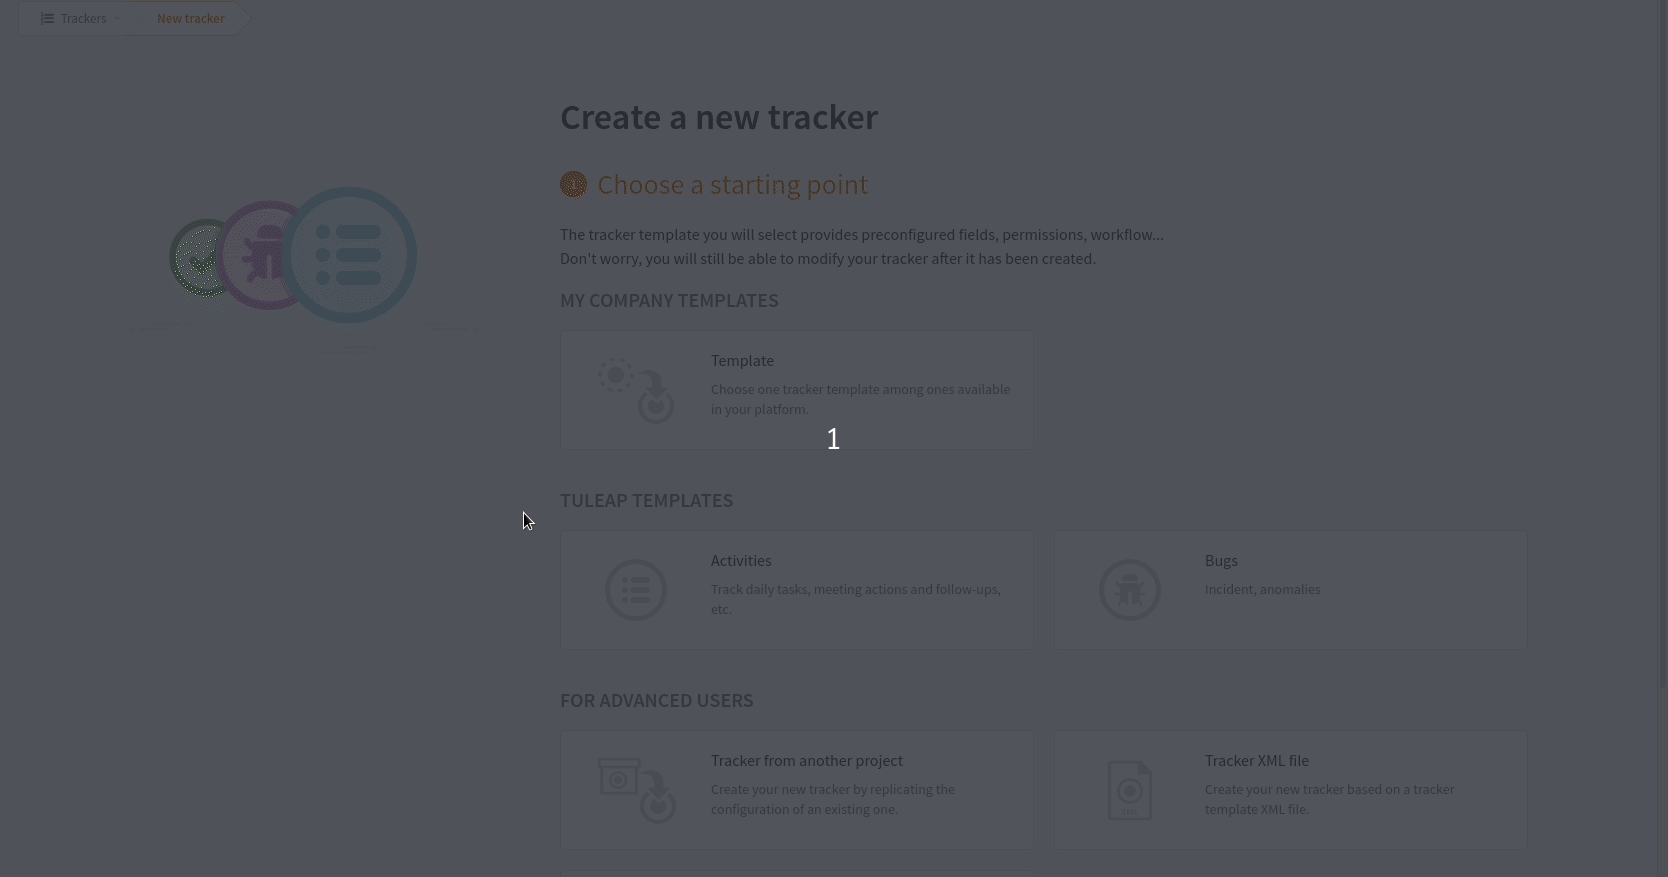 Trackers
New tracker
Create a new tracker
1 Choose a starting point
The tracker template you will select provides preconfigured fields, permissions, workflow...
Don't worry, you will still be able to modify your tracker after it has been created.
MY COMPANY TEMPLATES
Template
Choose one tracker template among ones available
in your platform.
1
TULEAP TEMPLATES
Activities
Track daily tasks, meeting actions and follow-ups,
etc.
Bugs
Incident, anomalies
FOR ADVANCED USERS
Tracker from another project
Create your new tracker by replicating the
configuration of an existing one.
Tracker XML file
Create your new tracker based on a tracker
template XML file.
XML